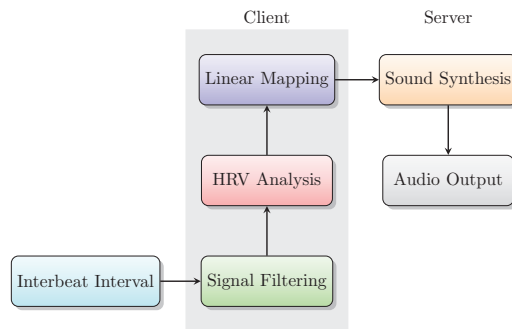 Client
Server
Linear Mapping
Sound Synthesis
HRV Analysis
Audio Output
Interbeat Interval
Signal Filtering